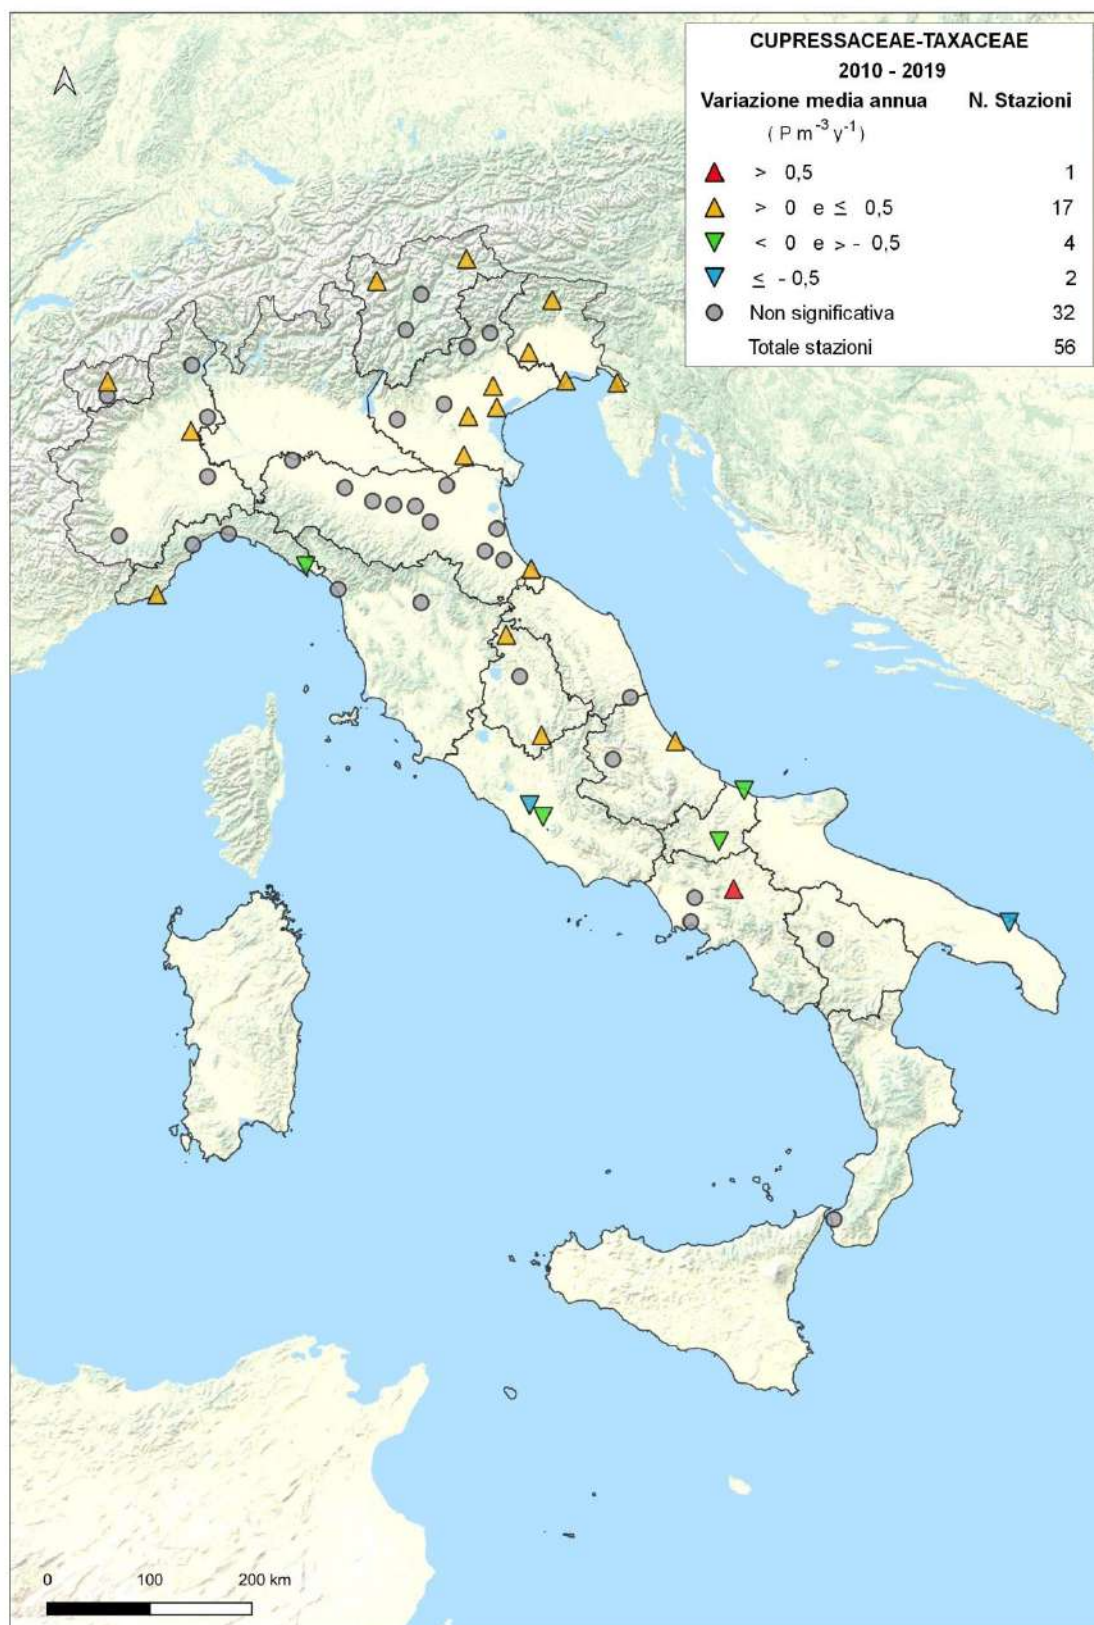 CUPRESSACEAE-TAXACEAE
2010 - 2019
Variazione media annua N. Stazioni
( P m⁻³ y⁻¹ )
> 0,5 1
> 0 e ≤ 0,5 17
< 0 e > - 0,5 4
≤ - 0,5 2
Non significativa 32
Totale stazioni 56
0 100 200 km